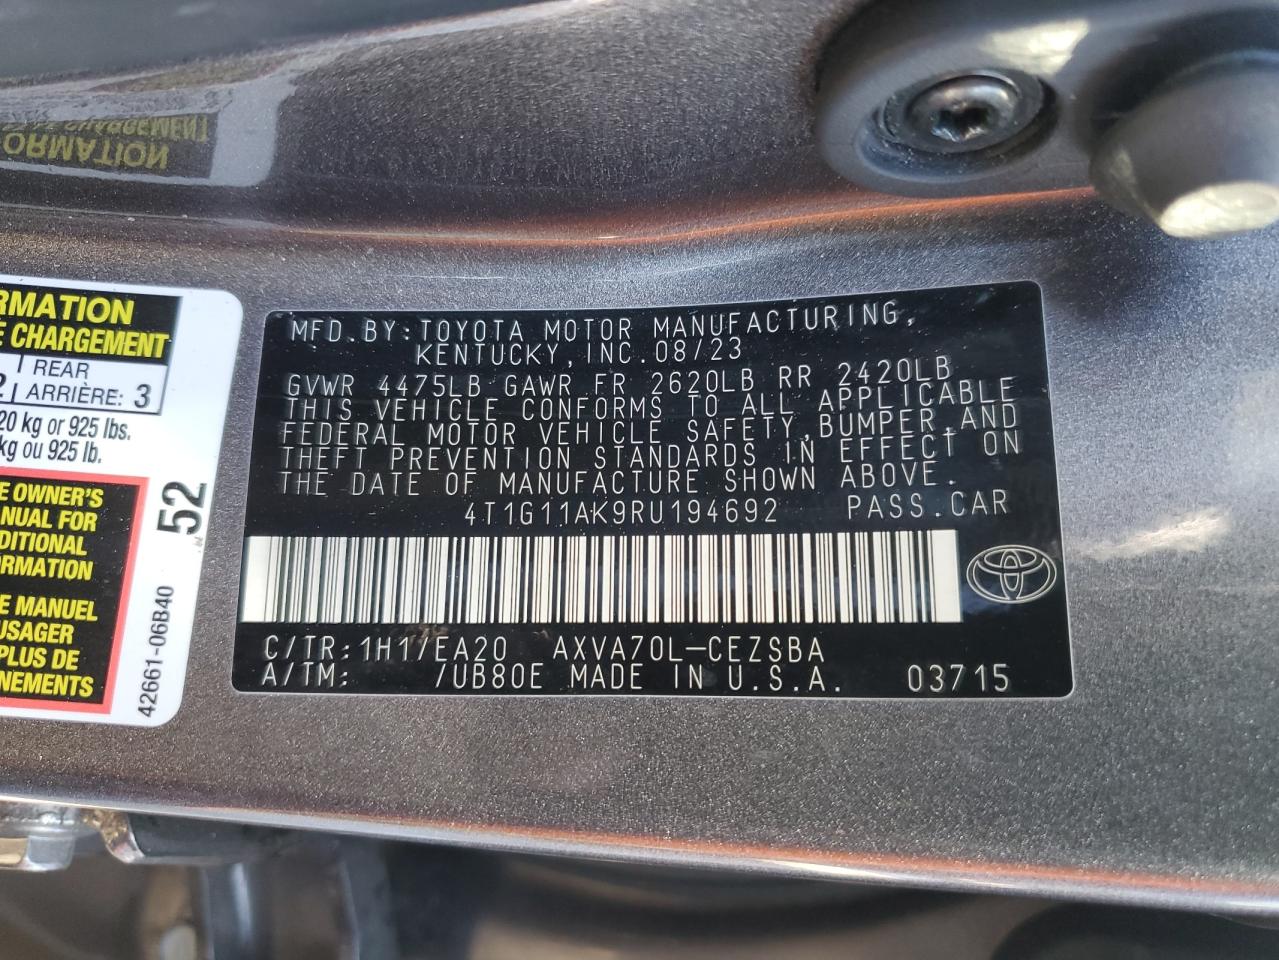 RMATION
E CHARGEMENT
REAR
ARRIÈRE: 3
20 kg or 925 lbs.
kg ou 925 lb.
E OWNER'S
NUAL FOR
DITIONAL
ORMATION
E MANUEL
USAGER
PLUS DE
NEMENTS
52
42661-06B40
MFD.BY:TOYOTA MOTOR MANUFACTURING,
KENTUCKY, INC.08/23
GVWR 4475LB GAWR FR 2620LB RR 2420LB
THIS VEHICLE CONFORMS TO ALL APPLICABLE
FEDERAL MOTOR VEHICLE SAFETY,BUMPER,AND
THEFT PREVENTION STANDARDS IN EFFECT ON
THE DATE OF MANUFACTURE SHOWN ABOVE.
4T1G11AK9RU194692 PASS.CAR
C/TR:1H17/EA20 AXVA70L-CEZSBA
A/TM: /UB80E MADE IN U.S.A. 03715